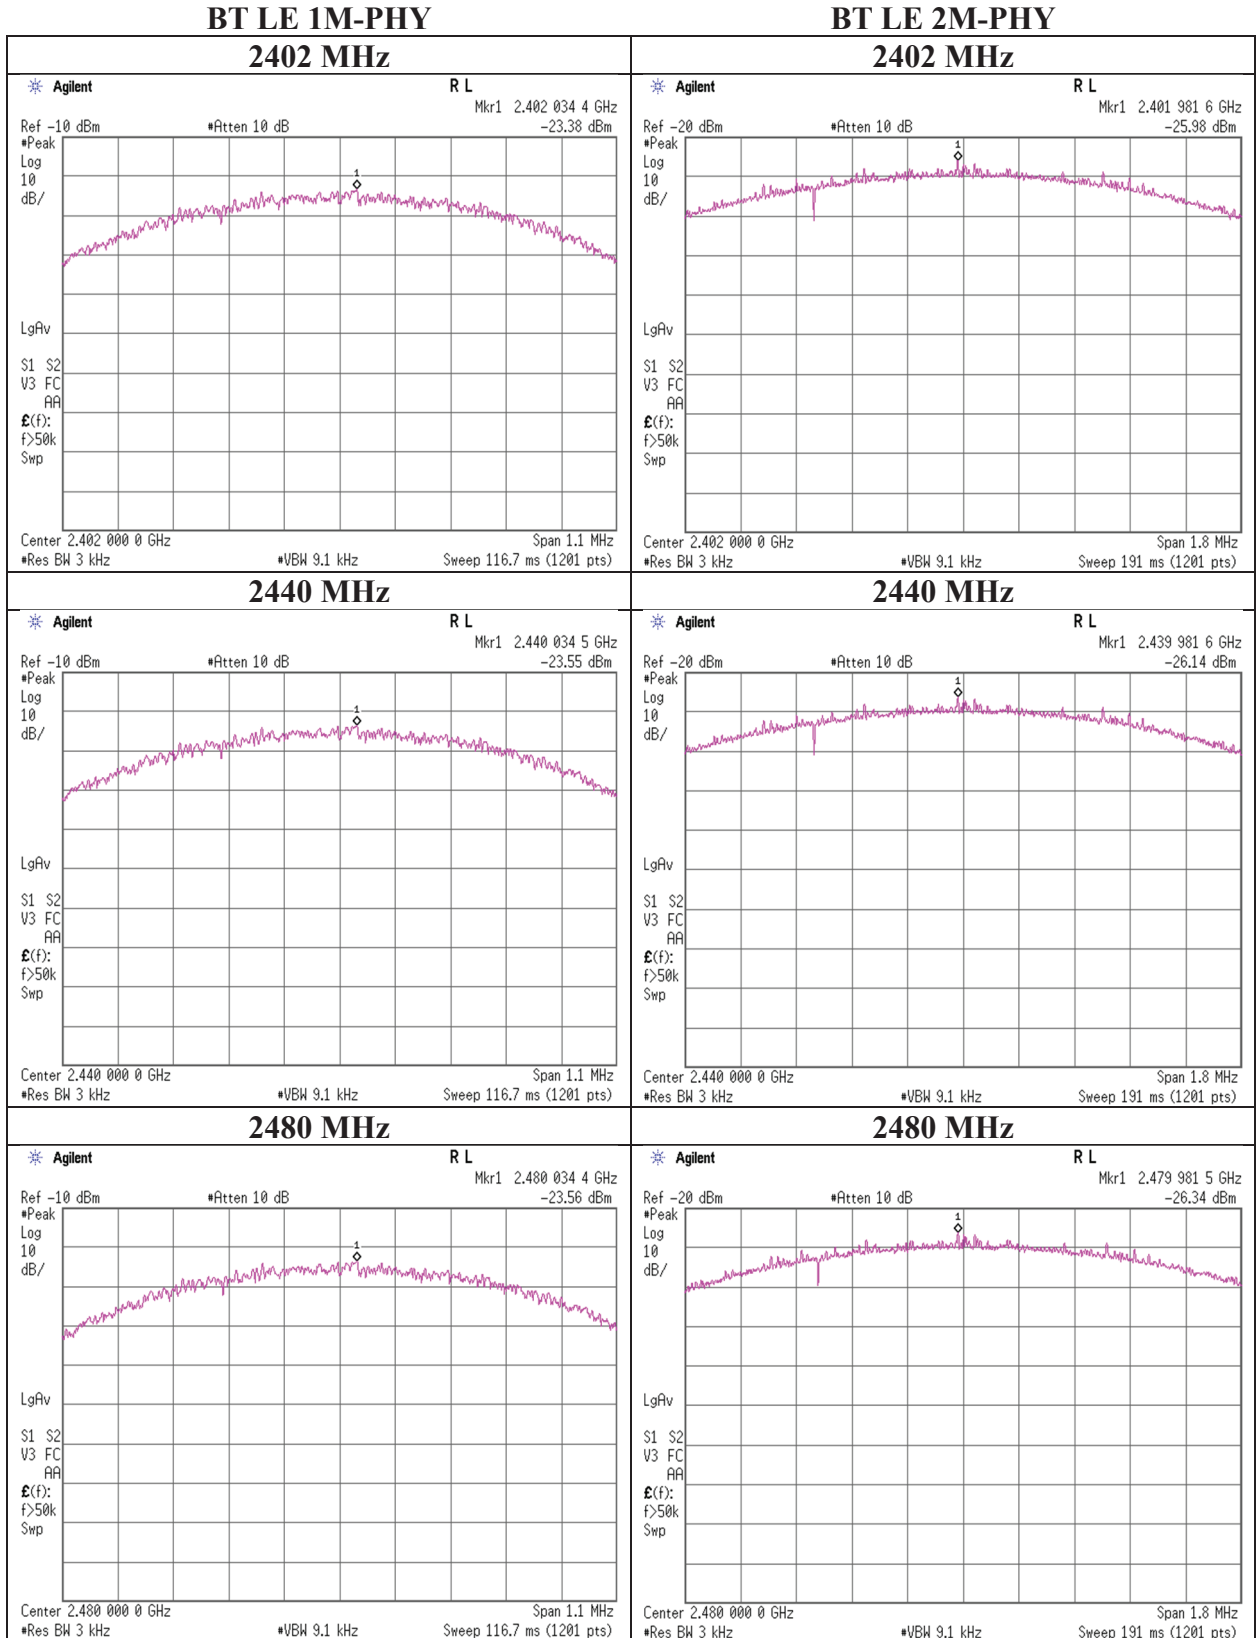 BT LE 1M-PHY
BT LE 2M-PHY
2402 MHz
2402 MHz
Agilent
R L
Mkr1 2.402 034 4 GHz
Ref -10 dBm
#Atten 10 dB
-23.38 dBm
#Peak
Log
10
dB/
1
LgAv
S1 S2
V3 FC
AA
£(f):
f>50k
Swp
Center 2.402 000 0 GHz
Span 1.1 MHz
#Res BW 3 kHz
#VBW 9.1 kHz
Sweep 116.7 ms (1201 pts)
Agilent
R L
Mkr1 2.401 981 6 GHz
Ref -20 dBm
#Atten 10 dB
-25.98 dBm
#Peak
Log
10
dB/
1
LgAv
S1 S2
V3 FC
AA
£(f):
f>50k
Swp
Center 2.402 000 0 GHz
Span 1.8 MHz
#Res BW 3 kHz
#VBW 9.1 kHz
Sweep 191 ms (1201 pts)
2440 MHz
2440 MHz
Agilent
R L
Mkr1 2.440 034 5 GHz
Ref -10 dBm
#Atten 10 dB
-23.55 dBm
#Peak
Log
10
dB/
1
LgAv
S1 S2
V3 FC
AA
£(f):
f>50k
Swp
Center 2.440 000 0 GHz
Span 1.1 MHz
#Res BW 3 kHz
#VBW 9.1 kHz
Sweep 116.7 ms (1201 pts)
Agilent
R L
Mkr1 2.439 981 6 GHz
Ref -20 dBm
#Atten 10 dB
-26.14 dBm
#Peak
Log
10
dB/
1
LgAv
S1 S2
V3 FC
AA
£(f):
f>50k
Swp
Center 2.440 000 0 GHz
Span 1.8 MHz
#Res BW 3 kHz
#VBW 9.1 kHz
Sweep 191 ms (1201 pts)
2480 MHz
2480 MHz
Agilent
R L
Mkr1 2.480 034 4 GHz
Ref -10 dBm
#Atten 10 dB
-23.56 dBm
#Peak
Log
10
dB/
1
LgAv
S1 S2
V3 FC
AA
£(f):
f>50k
Swp
Center 2.480 000 0 GHz
Span 1.1 MHz
#Res BW 3 kHz
#VBW 9.1 kHz
Sweep 116.7 ms (1201 pts)
Agilent
R L
Mkr1 2.479 981 5 GHz
Ref -20 dBm
#Atten 10 dB
-26.34 dBm
#Peak
Log
10
dB/
1
LgAv
S1 S2
V3 FC
AA
£(f):
f>50k
Swp
Center 2.480 000 0 GHz
Span 1.8 MHz
#Res BW 3 kHz
#VBW 9.1 kHz
Sweep 191 ms (1201 pts)